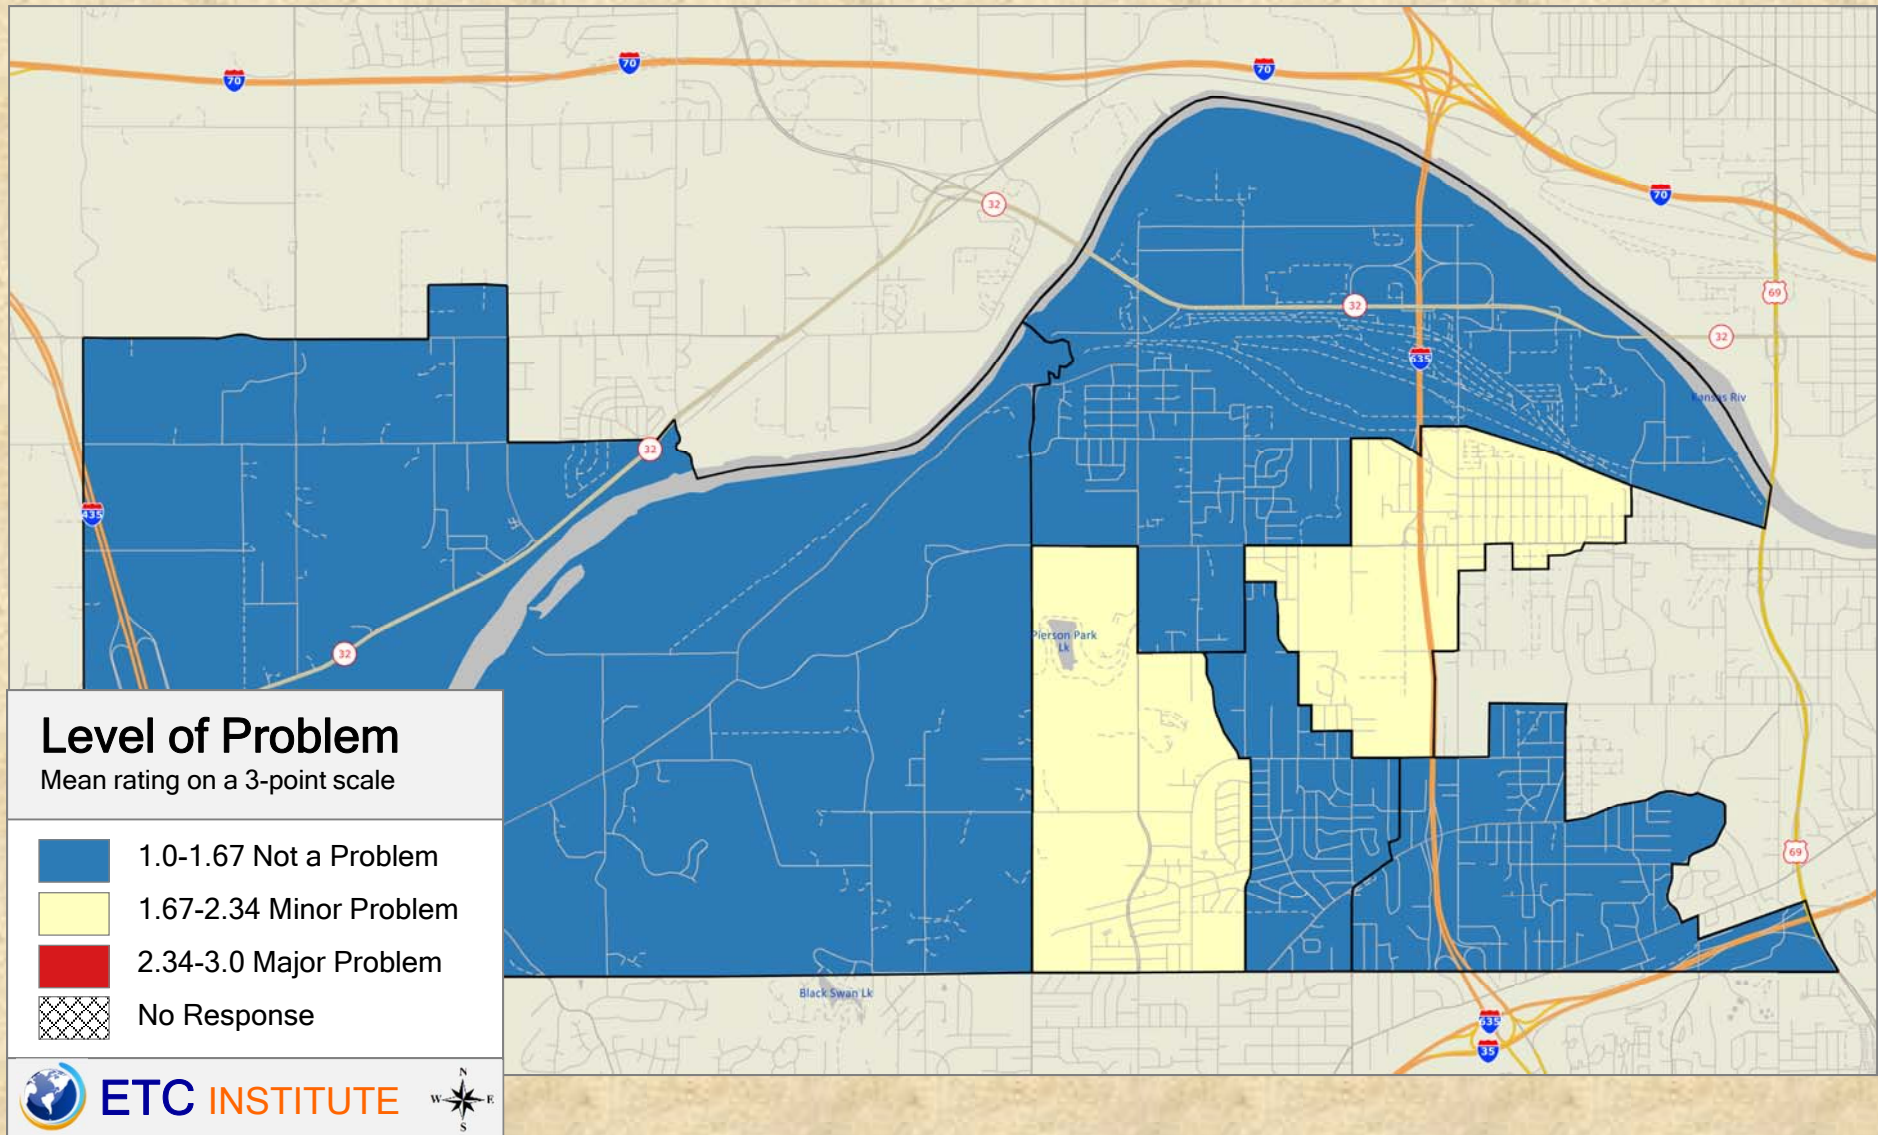 70
70
70
70
32
69
32
32
635
Kansas Riv
32
435
Pierson Park
Lk
32
Level of Problem
Mean rating on a 3-point scale
69
1.0-1.67 Not a Problem
1.67-2.34 Minor Problem
2.34-3.0 Major Problem
No Response
Black Swan Lk
635
35
ETC INSTITUTE
N
W E
S